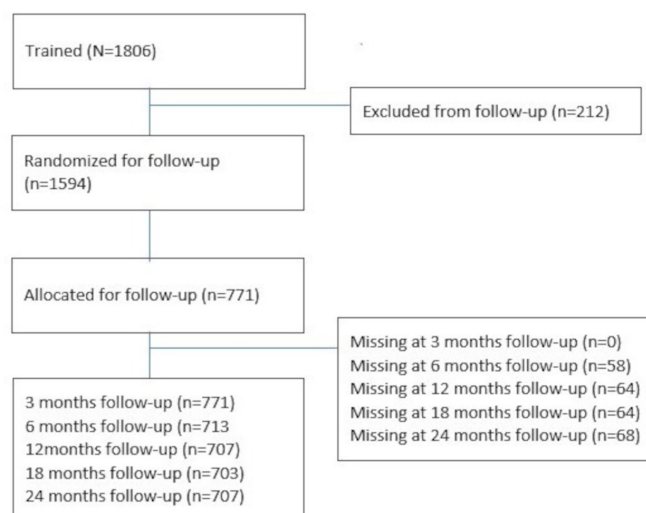 Trained (N=1806)
Excluded from follow-up (n=212)
Randomized for follow-up
(n=1594)
Allocated for follow-up (n=771)
Missing at 3 months follow-up (n=0)
Missing at 6 months follow-up (n=58)
Missing at 12 months follow-up (n=64)
Missing at 18 months follow-up (n=64)
Missing at 24 months follow-up (n=68)
3 months follow-up (n=771)
6 months follow-up (n=713
12months follow-up (n=707)
18 months follow-up (n=703)
24 months follow-up (n=707)